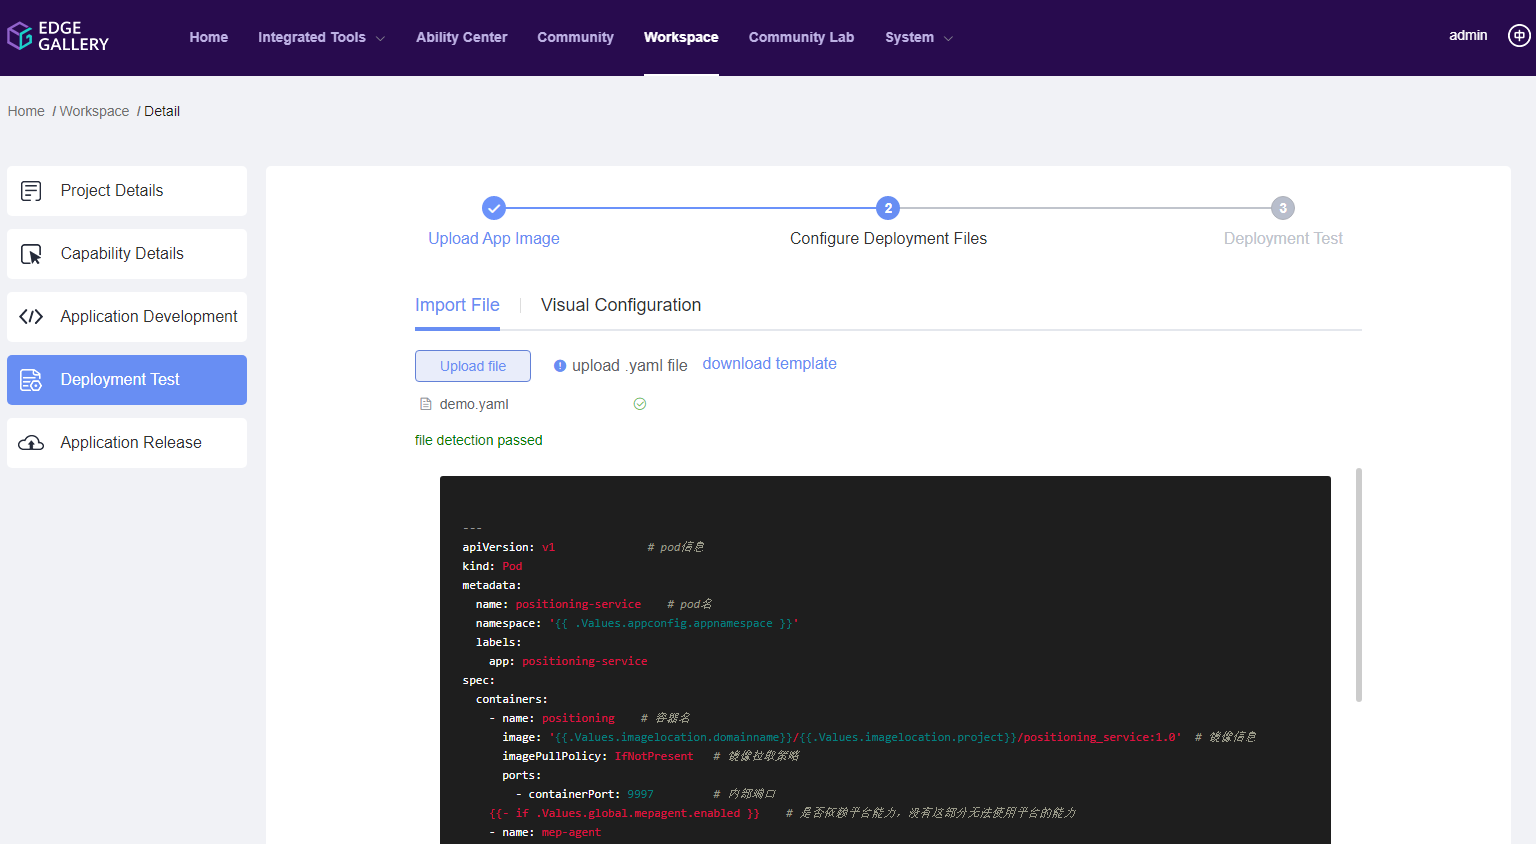 EDGE
GALLERY
Home Integrated Tools Ability Center Community Workspace Community Lab System admin 中
Home / Workspace / Detail
Project Details
Capability Details
Application Development
Deployment Test
Application Release
2 3
Upload App Image Configure Deployment Files Deployment Test
Import File Visual Configuration
Upload file upload .yaml file download template
demo.yaml
file detection passed
---
apiVersion: v1 # pod信息
kind: Pod
metadata:
name: positioning-service # pod名
namespace: '{{ .Values.appconfig.appnamespace }}'
labels:
app: positioning-service
spec:
containers:
- name: positioning # 容器名
image: '{{.Values.imagelocation.domainname}}/{{.Values.imagelocation.project}}/positioning_service:1.0' # 镜像信息
imagePullPolicy: IfNotPresent # 镜像拉取策略
ports:
- containerPort: 9997 # 内部端口
{{- if .Values.global.mepagent.enabled }} # 是否依赖平台能力，没有这部分无法使用平台的能力
- name: mep-agent